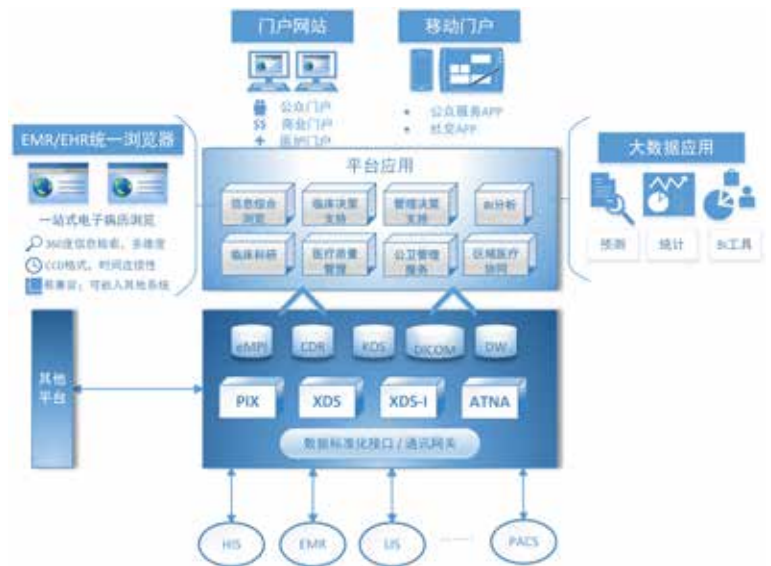 门户网站
移动门户
公众门户
$$ 商业门户
医护门户
• 公众服务APP
• 社交APP
EMR/EHR统一浏览器
一站式电子病历浏览
360度信息检索，多维度
CCD格式，时间连续性
易兼容；可嵌入其他系统
大数据应用
预测
统计
BI工具
平台应用
信息综合浏览
临床决策支持
管理决策支持
BI分析
临床科研
医疗质量管理
公卫管理服务
区域医疗协同
其他平台
eMPI
CDR
KDS
DICOM
DW
PIX
XDS
XDS-I
ATNA
数据标准化接口 / 通讯网关
HIS
EMR
LIS
......
PACS